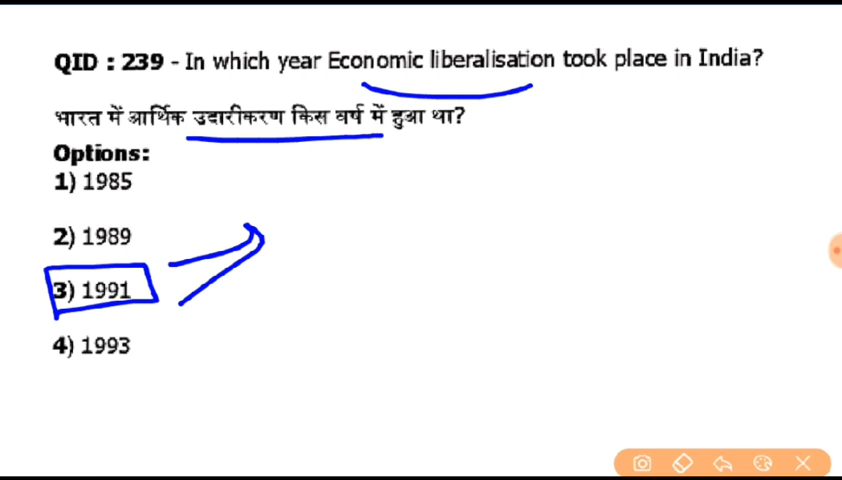 QID : 239 - In which year Economic liberalisation took place in India?
भारत में आर्थिक उदारीकरण किस वर्ष में हुआ था?
Options:
1) 1985
2) 1989
3) 1991
4) 1993